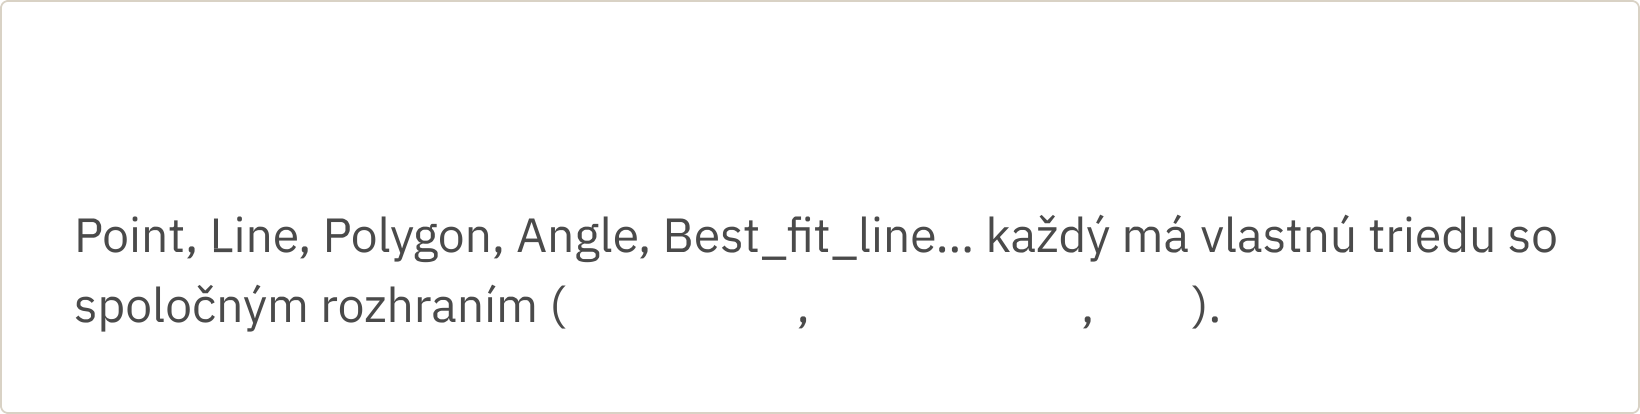 Point, Line, Polygon, Angle, Best_fit_line… každý má vlastnú triedu so
spoločným rozhraním ( , , ).